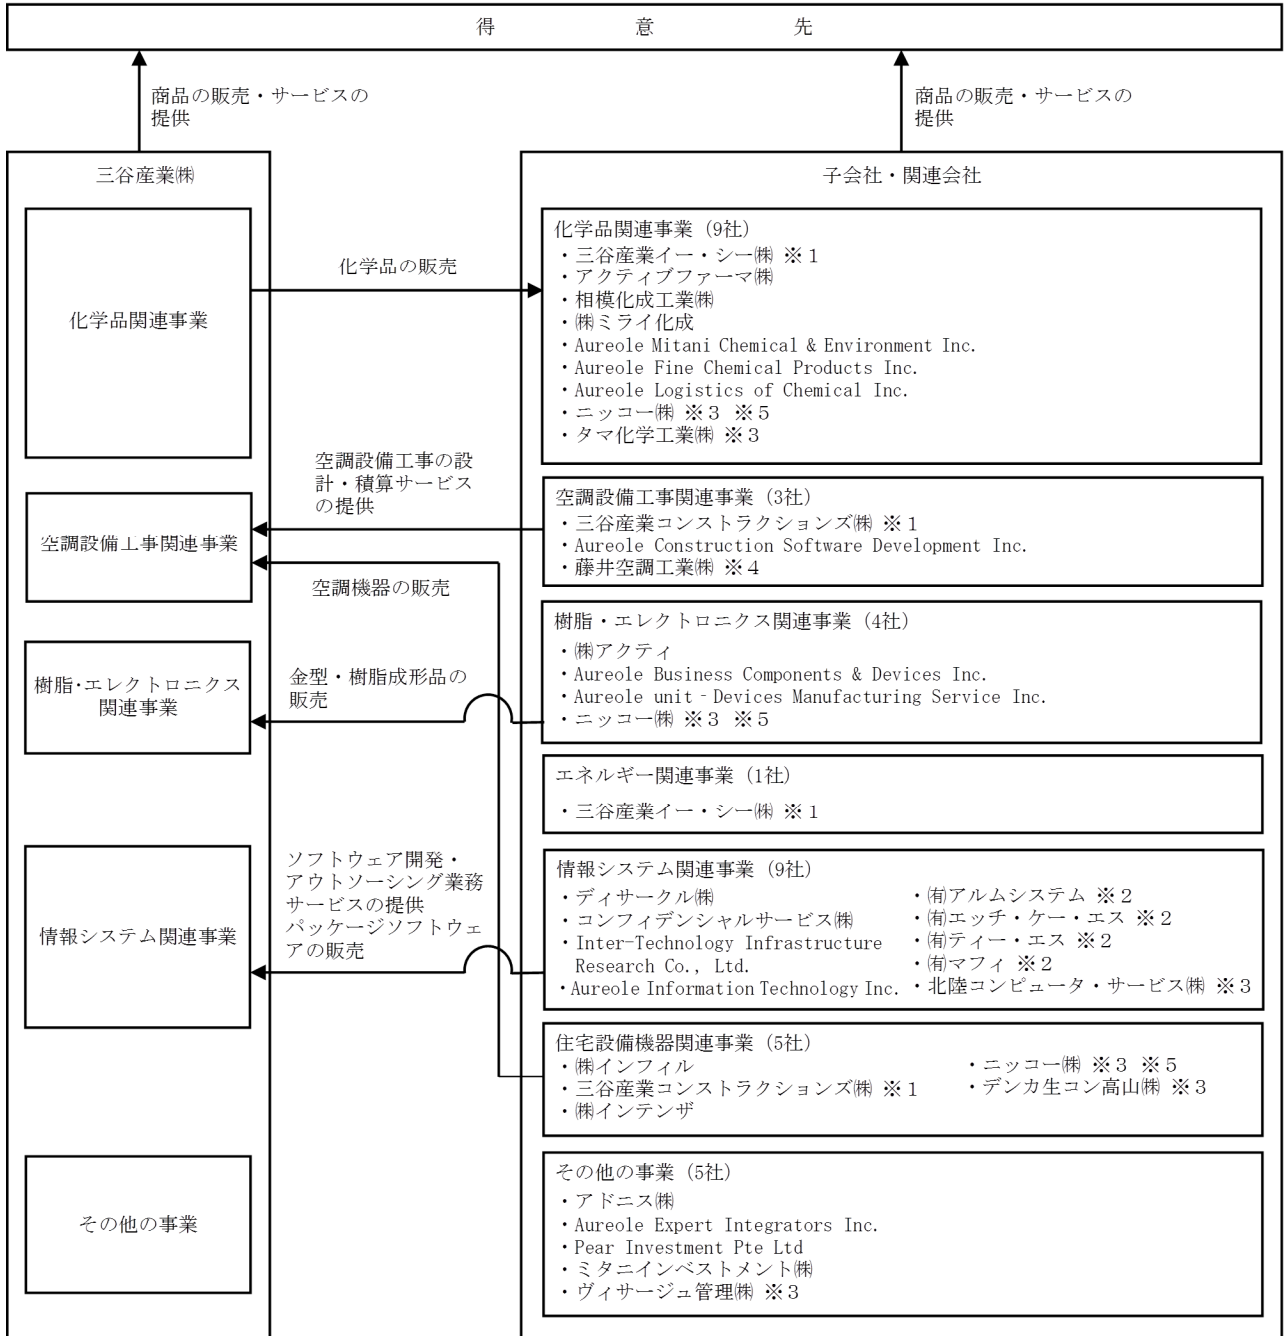 得意先
商品の販売・サービスの
提供
商品の販売・サービスの
提供
三谷産業㈱
子会社・関連会社
化学品関連事業
化学品の販売
化学品関連事業（9社）
・三谷産業イー・シー㈱ ※１
・アクティブファーマ㈱
・相模化成工業㈱
・㈱ミライ化成
・Aureole Mitani Chemical & Environment Inc.
・Aureole Fine Chemical Products Inc.
・Aureole Logistics of Chemical Inc.
・ニッコー㈱ ※３ ※５
・タマ化学工業㈱ ※３
空調設備工事の設
計・積算サービス
の提供
空調設備工事関連事業
空調機器の販売
空調設備工事関連事業（3社）
・三谷産業コンストラクションズ㈱ ※１
・Aureole Construction Software Development Inc.
・藤井空調工業㈱ ※４
樹脂・エレクトロニクス
関連事業
金型・樹脂成形品の
販売
樹脂・エレクトロニクス関連事業（4社）
・㈱アクティ
・Aureole Business Components & Devices Inc.
・Aureole unit‐Devices Manufacturing Service Inc.
・ニッコー㈱ ※３ ※５
エネルギー関連事業（1社）
・三谷産業イー・シー㈱ ※１
情報システム関連事業
ソフトウェア開発・
アウトソーシング業務
サービスの提供
パッケージソフトウェ
アの販売
情報システム関連事業（9社）
・ディサークル㈱
・コンフィデンシャルサービス㈱
・Inter-Technology Infrastructure
Research Co., Ltd.
・Aureole Information Technology Inc.
・㈲アルムシステム ※２
・㈲エッチ・ケー・エス ※２
・㈲ティー・エス ※２
・㈲マフィ ※２
・北陸コンピュータ・サービス㈱ ※３
住宅設備機器関連事業（5社）
・㈱インフィル
・三谷産業コンストラクションズ㈱ ※１
・㈱インテンザ
・ニッコー㈱ ※３ ※５
・デンカ生コン高山㈱ ※３
その他の事業
その他の事業（5社）
・アドニス㈱
・Aureole Expert Integrators Inc.
・Pear Investment Pte Ltd
・ミタニインベストメント㈱
・ヴィサージュ管理㈱ ※３